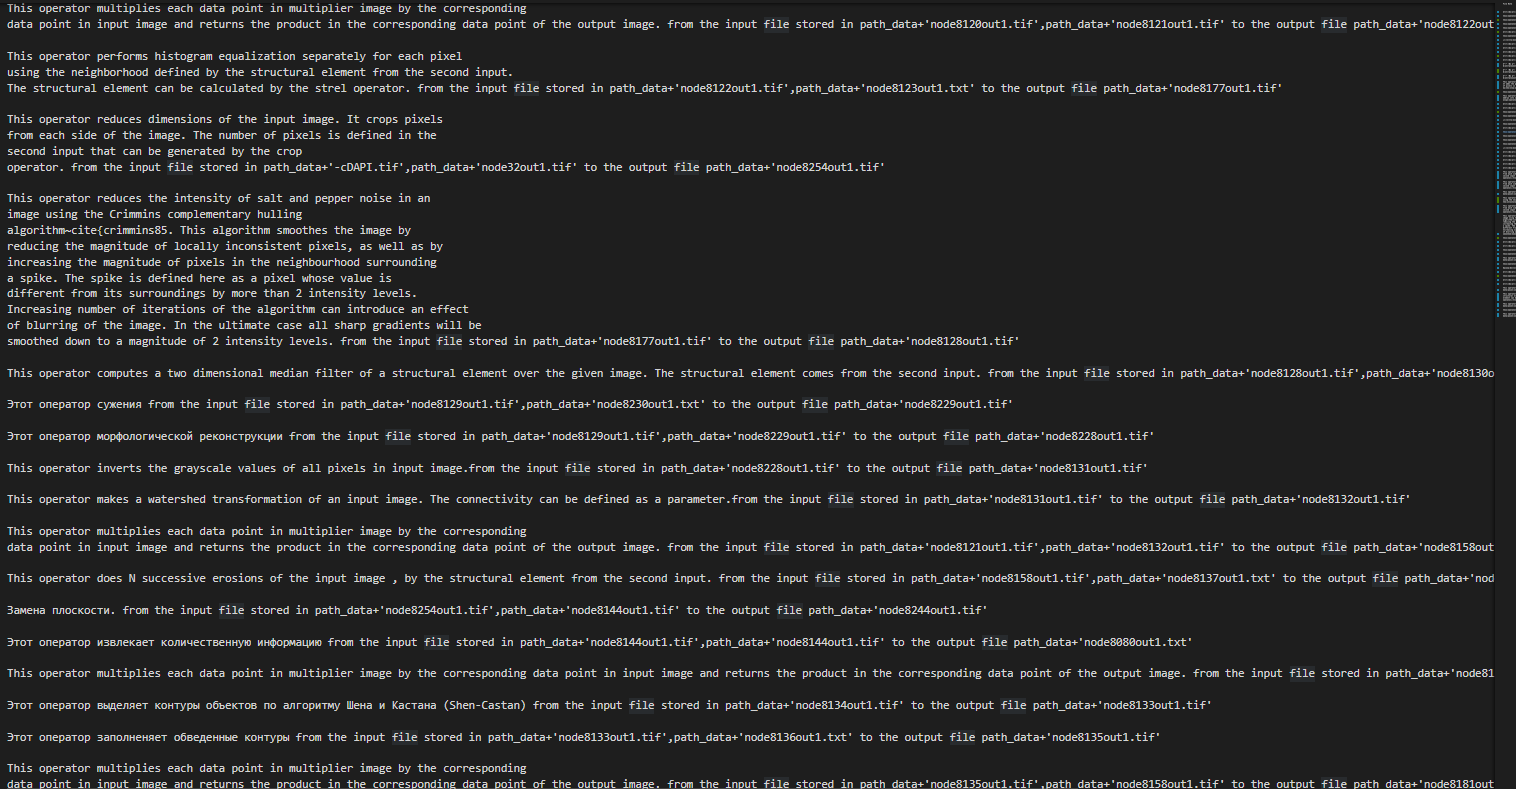 This operator multiplies each data point in multiplier image by the corresponding
data point in input image and returns the product in the corresponding data point of the output image. from the input file stored in path_data+'node8120out1.tif',path_data+'node8121out1.tif' to the output file path_data+'node8122out
This operator performs histogram equalization separately for each pixel
using the neighborhood defined by the structural element from the second input.
The structural element can be calculated by the strel operator. from the input file stored in path_data+'node8122out1.tif',path_data+'node8123out1.txt' to the output file path_data+'node8177out1.tif'
This operator reduces dimensions of the input image. It crops pixels
from each side of the image. The number of pixels is defined in the
second input that can be generated by the crop
operator. from the input file stored in path_data+'-cDAPI.tif',path_data+'node32out1.tif' to the output file path_data+'node8254out1.tif'
This operator reduces the intensity of salt and pepper noise in an
image using the Crimmins complementary hulling
algorithm~cite{crimmins85. This algorithm smoothes the image by
reducing the magnitude of locally inconsistent pixels, as well as by
increasing the magnitude of pixels in the neighbourhood surrounding
a spike. The spike is defined here as a pixel whose value is
different from its surroundings by more than 2 intensity levels.
Increasing number of iterations of the algorithm can introduce an effect
of blurring of the image. In the ultimate case all sharp gradients will be
smoothed down to a magnitude of 2 intensity levels. from the input file stored in path_data+'node8177out1.tif' to the output file path_data+'node8128out1.tif'
This operator computes a two dimensional median filter of a structural element over the given image. The structural element comes from the second input. from the input file stored in path_data+'node8128out1.tif',path_data+'node8130o
Этот оператор сужения from the input file stored in path_data+'node8129out1.tif',path_data+'node8230out1.txt' to the output file path_data+'node8229out1.tif'
Этот оператор морфологической реконструкции from the input file stored in path_data+'node8129out1.tif',path_data+'node8229out1.tif' to the output file path_data+'node8228out1.tif'
This operator inverts the grayscale values of all pixels in input image.from the input file stored in path_data+'node8228out1.tif' to the output file path_data+'node8131out1.tif'
This operator makes a watershed transformation of an input image. The connectivity can be defined as a parameter.from the input file stored in path_data+'node8131out1.tif' to the output file path_data+'node8132out1.tif'
This operator multiplies each data point in multiplier image by the corresponding
data point in input image and returns the product in the corresponding data point of the output image. from the input file stored in path_data+'node8121out1.tif',path_data+'node8132out1.tif' to the output file path_data+'node8158out
This operator does N successive erosions of the input image , by the structural element from the second input. from the input file stored in path_data+'node8158out1.tif',path_data+'node8137out1.txt' to the output file path_data+'nod
Замена плоскости. from the input file stored in path_data+'node8254out1.tif',path_data+'node8144out1.tif' to the output file path_data+'node8244out1.tif'
Этот оператор извлекает количественную информацию from the input file stored in path_data+'node8144out1.tif',path_data+'node8144out1.tif' to the output file path_data+'node8080out1.txt'
This operator multiplies each data point in multiplier image by the corresponding data point in input image and returns the product in the corresponding data point of the output image. from the input file stored in path_data+'node81
Этот оператор выделяет контуры объектов по алгоритму Шена и Кастана (Shen-Castan) from the input file stored in path_data+'node8134out1.tif' to the output file path_data+'node8133out1.tif'
Этот оператор заполненяет обведенные контуры from the input file stored in path_data+'node8133out1.tif',path_data+'node8136out1.txt' to the output file path_data+'node8135out1.tif'
This operator multiplies each data point in multiplier image by the corresponding
data point in input image and returns the product in the corresponding data point of the output image. from the input file stored in path_data+'node8135out1.tif',path_data+'node8158out1.tif' to the output file path_data+'node8181out